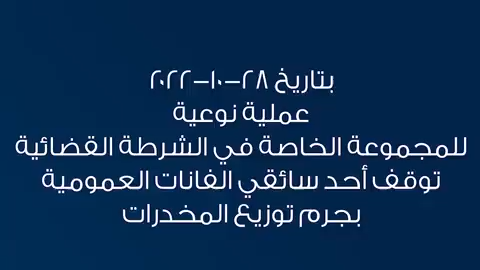 بتاريخ ٢٨-١٠-٢٠٢٢
عملية نوعية
للمجموعة الخاصة في الشرطة القضائية
توقف أحد سائقي الفانات العمومية
بجرم توزيع المخدرات